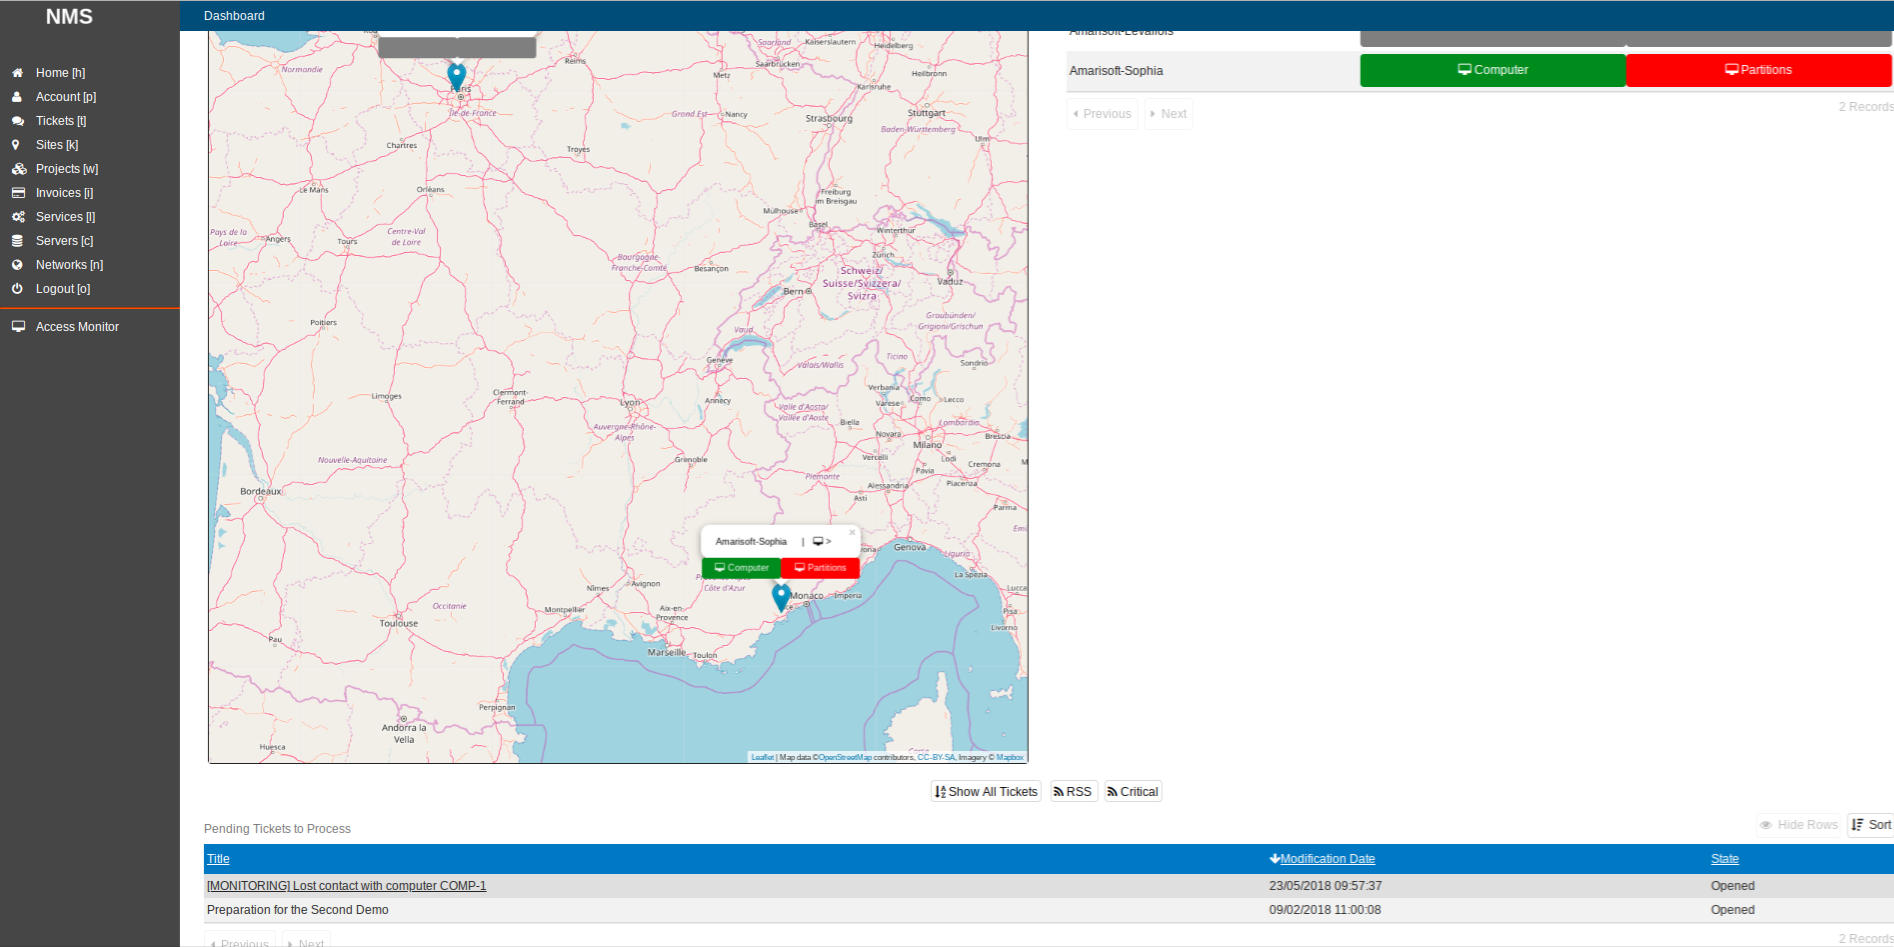 NMS
Dashboard
Home [h]
Account [p]
Tickets [t]
Sites [k]
Projects [w]
Invoices [i]
Services [l]
Servers [c]
Networks [n]
Logout [o]
Access Monitor
Amarisoft-Levallois
Amarisoft-Sophia
Computer
Partitions
Previous
Next
2 Records
Normandie
Reims
Saarland
Kaiserslautern
Saarbrücken
Heidelberg
Metz
Heilbronn
Karlsruhe
Paris
Île-de-France
Grand Est
Nancy
Strasbourg
Stuttgart
Baden-Württemberg
Ulm
Chartres
Troyes
Le Mans
Orléans
Freiburg
im Breisgau
Mulhouse
Basel
Winterthur
Pays de la
Loire
Angers
Tours
Centre-Val
de Loire
Bourgogne-
Franche-Comté
Besançon
Zürich
Schweiz/
Suisse/Svizzera/
Svizra
Vaduz
Bern
Graubünden/
Grigioni/Grischun
Poitiers
Vaud
Genève
Valais/Wallis
Ticino
Sondrio
Limoges
Clermont-
Ferrand
Lyon
Annecy
Verbania
Varese
Como
Lecco
Valle d'Aosta/
Vallée d'Aoste
Biella
Lombardia
Auvergne-Rhône-
Alpes
Novara
Milano
Brescia
Nouvelle-Aquitaine
Grenoble
Vercelli
Lodi
Pavia
Cremona
M
Piemonte
Piacenza
Alessandria
Asti
Bordeaux
Parma
Emi
Amarisoft-Sophia | >
×
Computer
Partitions
ona
Genova
Liguria
La Spezia
Lucca
Nîmes
Avignon
Côte d'Azur
Monaco
Imperia
ce
Occitanie
Montpellier
Aix-en
Provence
Pisa
Livorno
Toulouse
Pau
Marseille
Toulon
Perpignan
Andorra la
Vella
Huesca
Leaflet | Map data ©OpenStreetMap contributors, CC-BY-SA, Imagery © Mapbox
Show All Tickets
RSS
Critical
Pending Tickets to Process
Hide Rows
Sort
Title
Modification Date
State
[MONITORING] Lost contact with computer COMP-1
23/05/2018 09:57:37
Opened
Preparation for the Second Demo
09/02/2018 11:00:08
Opened
Previous
Next
2 Records